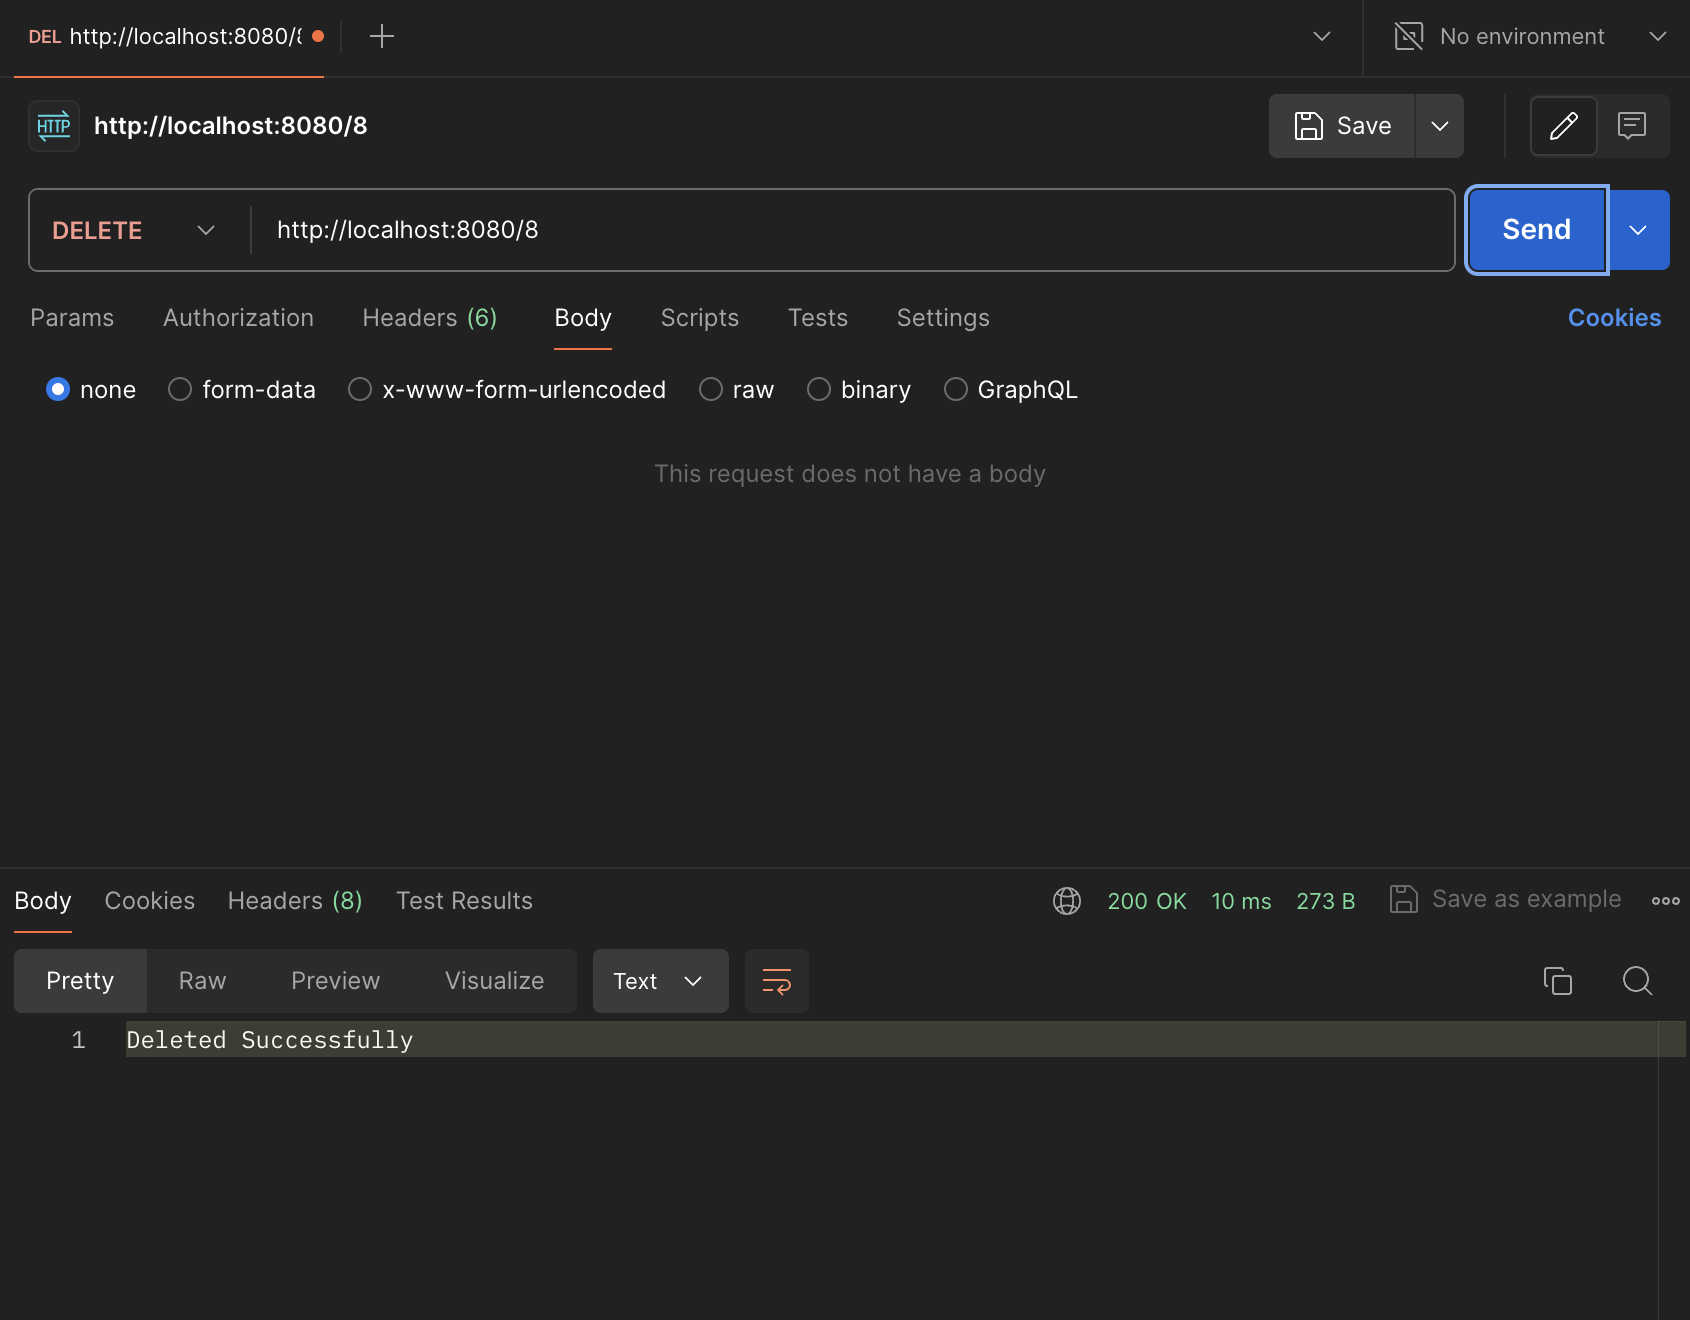 DEL http://localhost:8080/8
No environment
HTTP http://localhost:8080/8
Save
DELETE http://localhost:8080/8 Send
Params Authorization Headers (6) Body Scripts Tests Settings Cookies
none form-data x-www-form-urlencoded raw binary GraphQL
This request does not have a body
Body Cookies Headers (8) Test Results 200 OK 10 ms 273 B Save as example
Pretty Raw Preview Visualize Text
1 Deleted Successfully